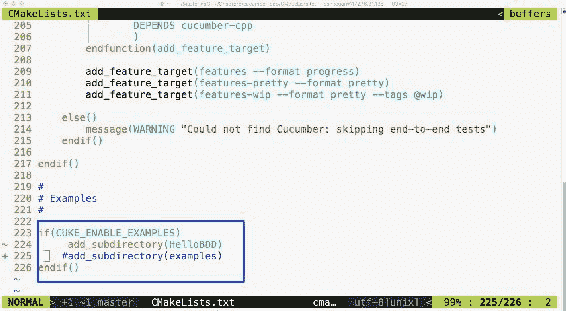 CMakeLists.txt < buffers
205 DEPENDS cucumber-cpp
206 )
207 endfunction(add_feature_target)
208
209 add_feature_target(features --format progress)
210 add_feature_target(features-pretty --format pretty)
211 add_feature_target(features-wip --format pretty --tags @wip)
212
213 else()
214 message(WARNING "Could not find Cucumber: skipping end-to-end tests")
215 endif()
216
217 endif()
218
219 #
220 # Examples
221 #
222
223 if(CUKE_ENABLE_EXAMPLES)
~ 224 add_subdirectory(HelloBDD)
+ 225 #add_subdirectory(examples)
226 endif()
~
~
NORMAL > +1 ~1 master CMakeLists.txt cma… utf-8[unix] < 99% : 225/226 : 2